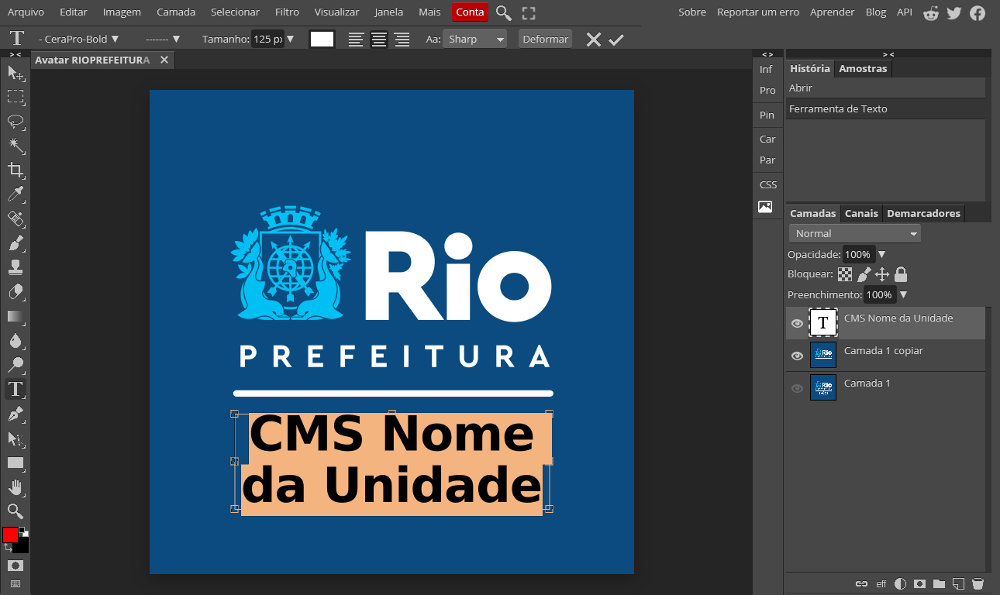 Arquivo Editar Imagem Camada Selecionar Filtro Visualizar Janela Mais Conta Sobre Reportar um erro Aprender Blog API
T - CeraPro-Bold ▼ ------- ▼ Tamanho: 125 px ▼ Aa: Sharp Deformar
> < < > > <
Avatar RIOPREFEITURA
Inf
Pro
Pin
Car
Par
CSS
História Amostras
Abrir
Ferramenta de Texto
Camadas Canais Demarcadores
Normal
Opacidade: 100% ▼
Bloquear:
Preenchimento: 100% ▼
T CMS Nome da Unidade
Camada 1 copiar
Camada 1
eff
Rio
PREFEITURA
CMS Nome
da Unidade
T